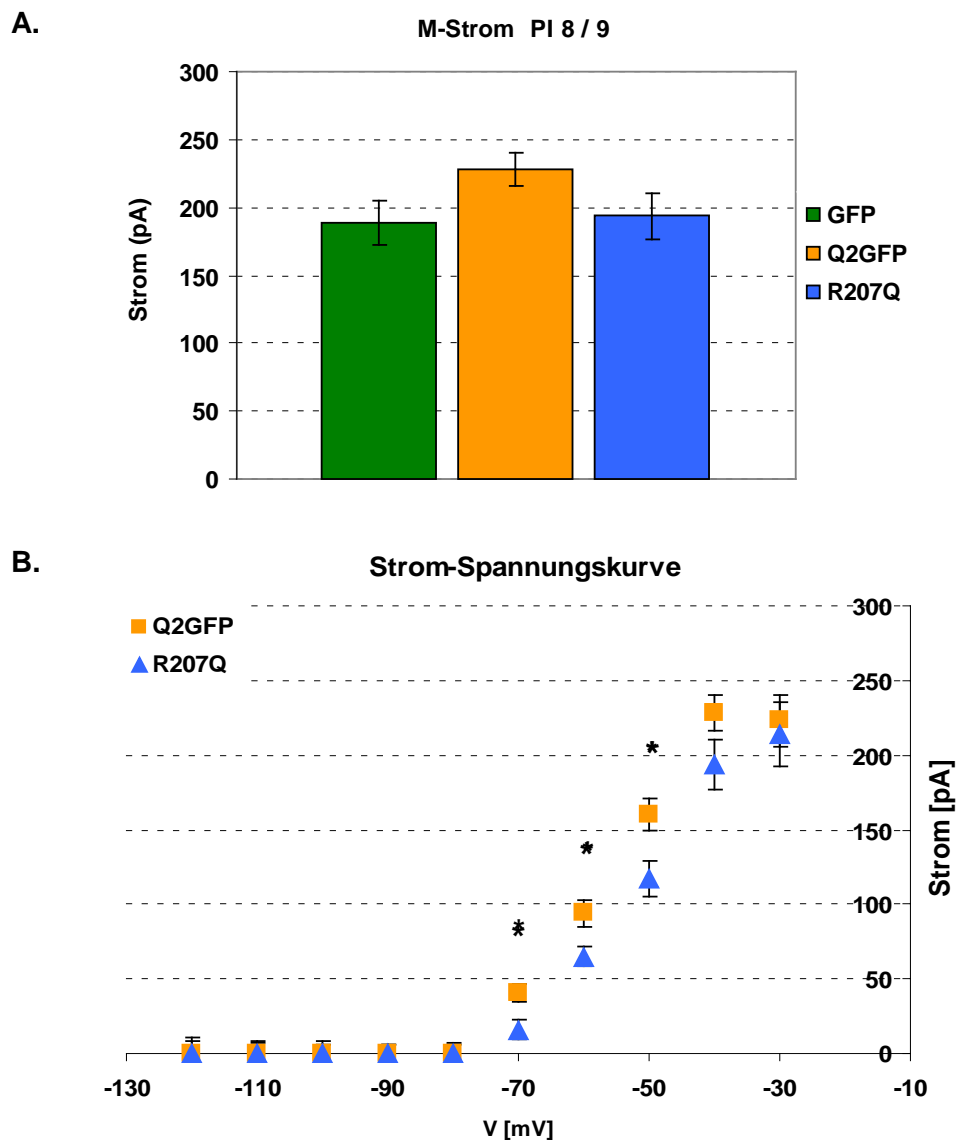 A.
M-Strom PI 8 / 9
300
250
200
150
100
50
0
Strom (pA)
GFP
Q2GFP
R207Q
B.
Strom-Spannungskurve
Q2GFP
R207Q
300
250
200
150
100
50
0
Strom [pA]
*
*
*
*
-130 -110 -90 -70 -50 -30 -10
V [mV]